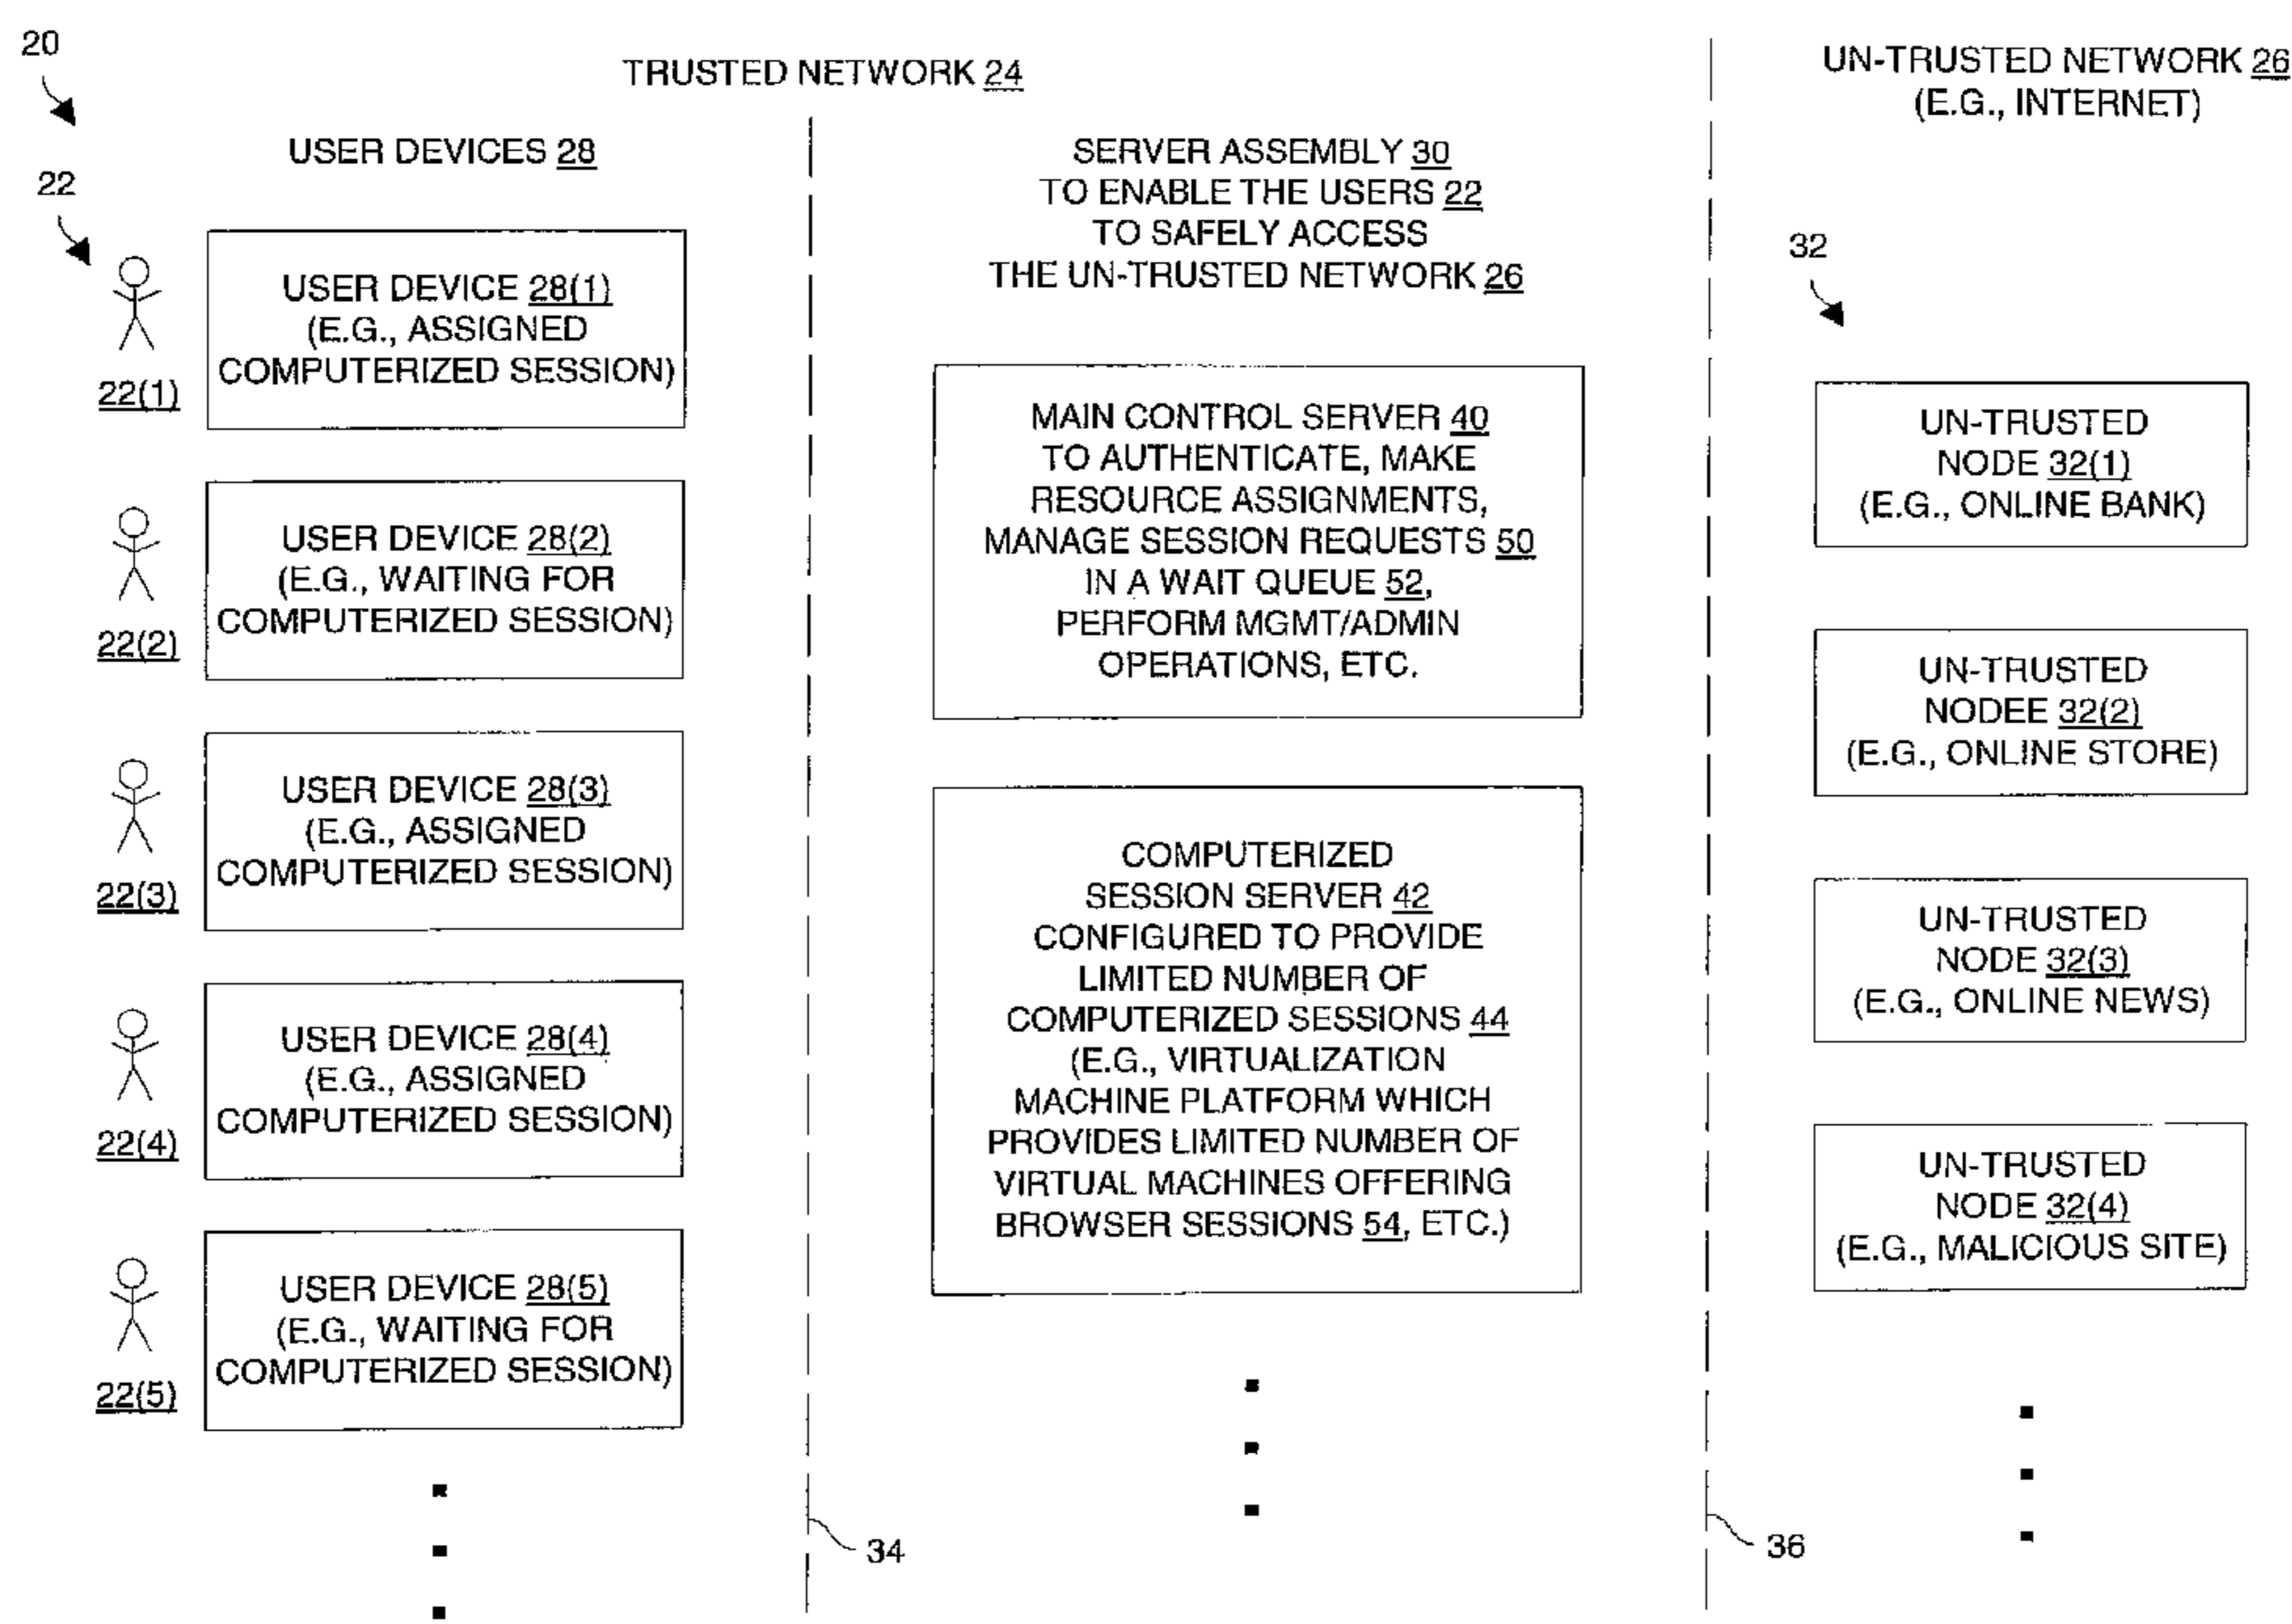 20
TRUSTED NETWORK 24
UN-TRUSTED NETWORK 26
(E.G., INTERNET)
USER DEVICES 28
22
22(1)
USER DEVICE 28(1)
(E.G., ASSIGNED
COMPUTERIZED SESSION)
22(2)
USER DEVICE 28(2)
(E.G., WAITING FOR
COMPUTERIZED SESSION)
22(3)
USER DEVICE 28(3)
(E.G., ASSIGNED
COMPUTERIZED SESSION)
22(4)
USER DEVICE 28(4)
(E.G., ASSIGNED
COMPUTERIZED SESSION)
22(5)
USER DEVICE 28(5)
(E.G., WAITING FOR
COMPUTERIZED SESSION)
34
SERVER ASSEMBLY 30
TO ENABLE THE USERS 22
TO SAFELY ACCESS
THE UN-TRUSTED NETWORK 26
MAIN CONTROL SERVER 40
TO AUTHENTICATE, MAKE
RESOURCE ASSIGNMENTS,
MANAGE SESSION REQUESTS 50
IN A WAIT QUEUE 52,
PERFORM MGMT/ADMIN
OPERATIONS, ETC.
COMPUTERIZED
SESSION SERVER 42
CONFIGURED TO PROVIDE
LIMITED NUMBER OF
COMPUTERIZED SESSIONS 44
(E.G., VIRTUALIZATION
MACHINE PLATFORM WHICH
PROVIDES LIMITED NUMBER OF
VIRTUAL MACHINES OFFERING
BROWSER SESSIONS 54, ETC.)
36
32
UN-TRUSTED
NODE 32(1)
(E.G., ONLINE BANK)
UN-TRUSTED
NODEE 32(2)
(E.G., ONLINE STORE)
UN-TRUSTED
NODE 32(3)
(E.G., ONLINE NEWS)
UN-TRUSTED
NODE 32(4)
(E.G., MALICIOUS SITE)